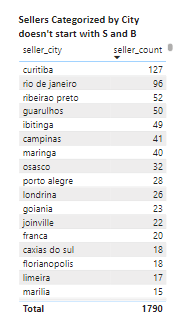 Sellers Categorized by City
doesn't start with S and B
seller_city seller_count
curitiba 127
rio de janeiro 96
ribeirao preto 52
guarulhos 50
ibitinga 49
campinas 41
maringa 40
osasco 32
porto alegre 28
londrina 26
goiania 23
joinville 22
franca 20
caxias do sul 18
florianopolis 18
limeira 17
marilia 15
Total 1790